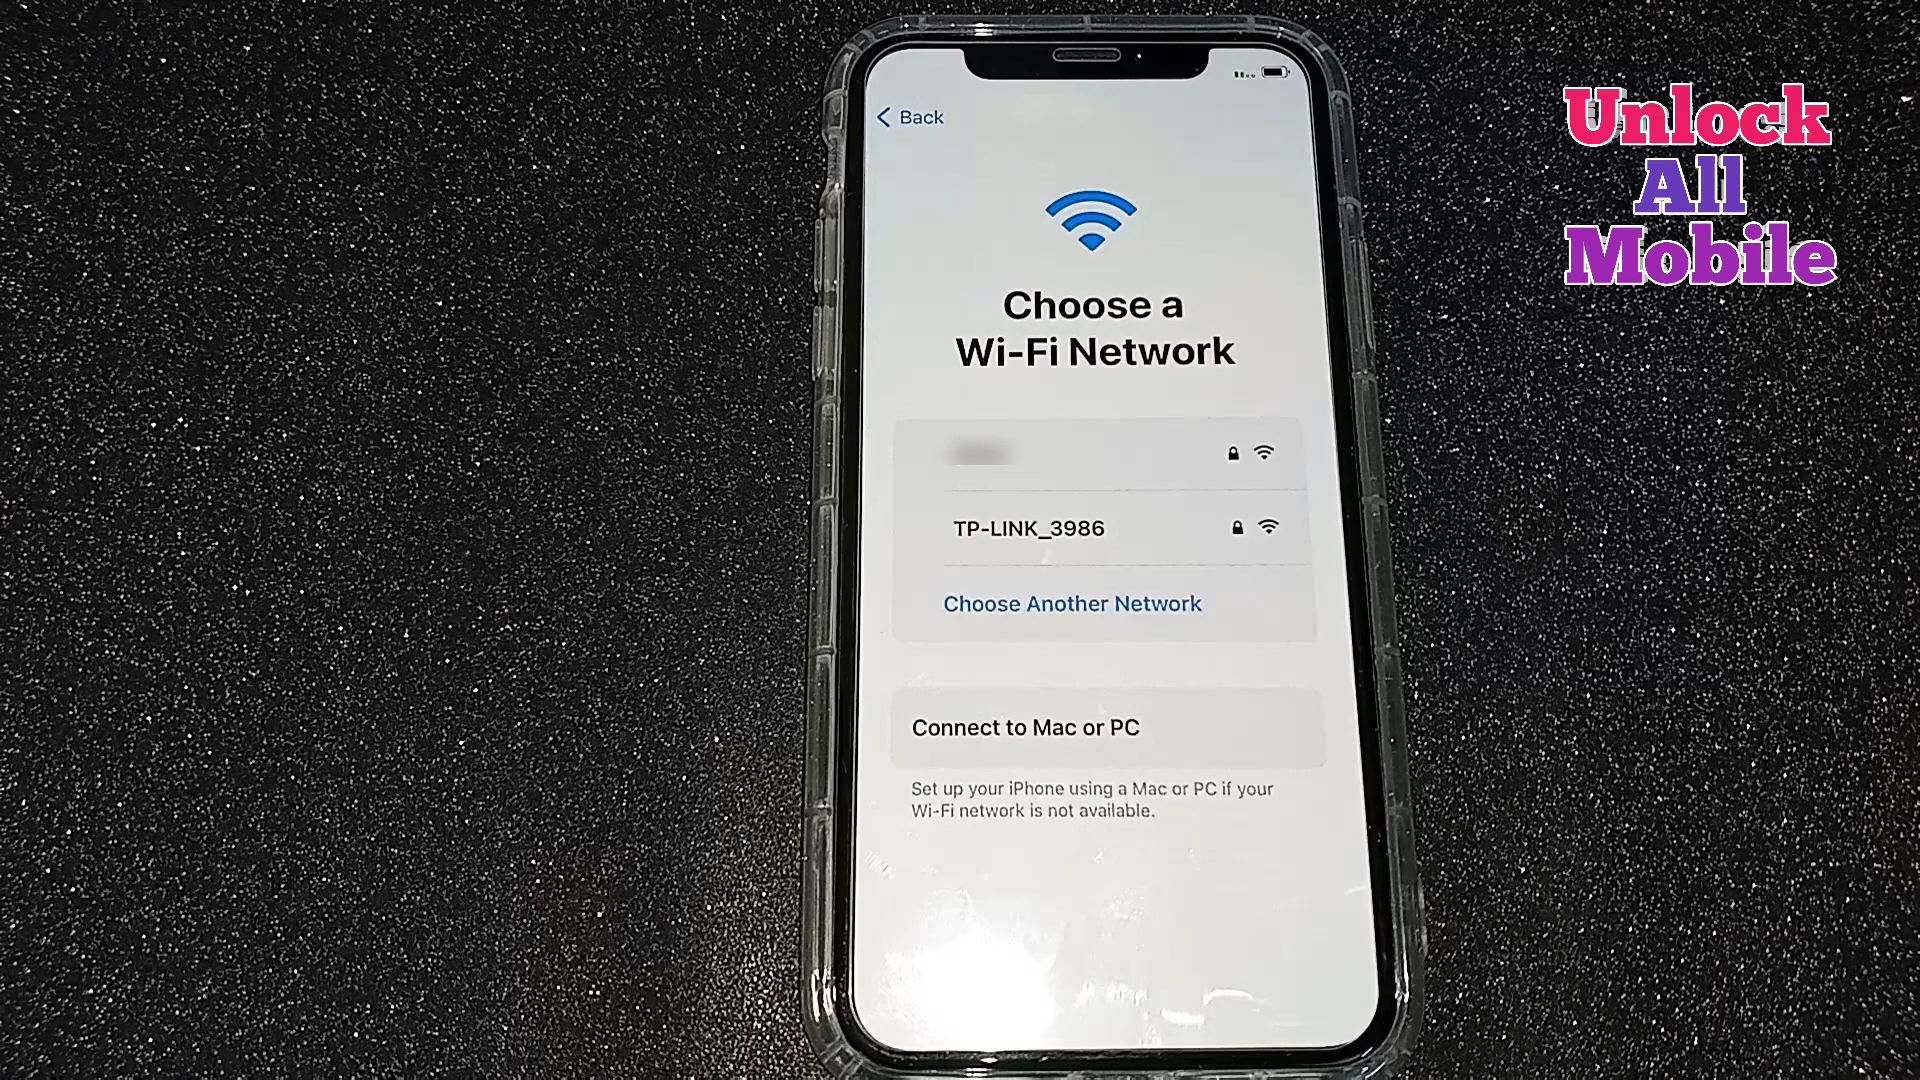 Back
Choose a
Wi-Fi Network
TP-LINK_3986
Choose Another Network
Connect to Mac or PC
Set up your iPhone using a Mac or PC if your
Wi-Fi network is not available.
Unlock
All
Mobile